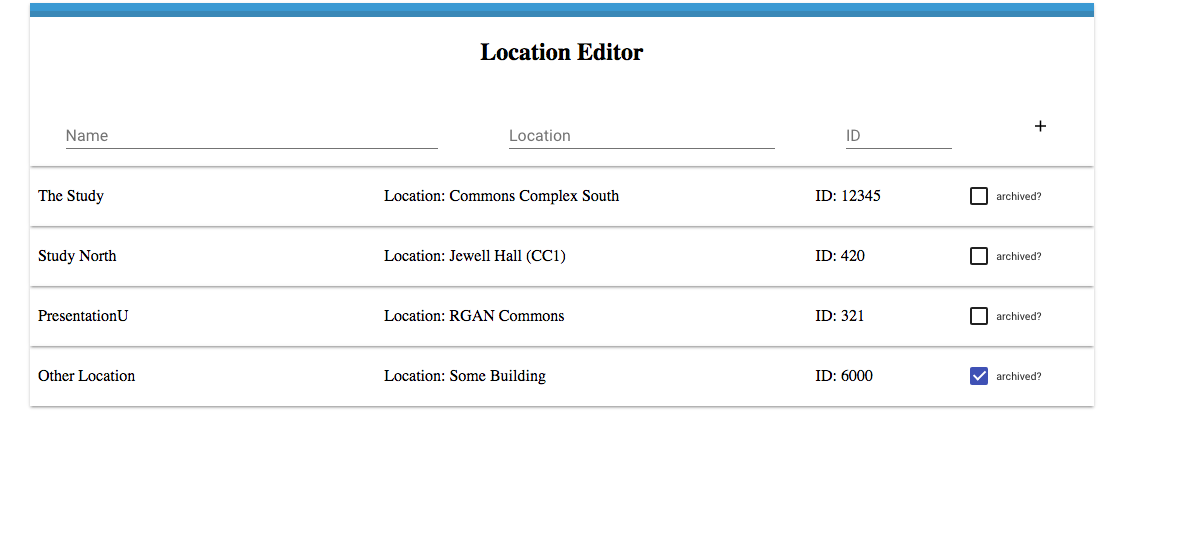 Location Editor
Name Location ID +
The Study Location: Commons Complex South ID: 12345 archived?
Study North Location: Jewell Hall (CC1) ID: 420 archived?
PresentationU Location: RGAN Commons ID: 321 archived?
Other Location Location: Some Building ID: 6000 archived?